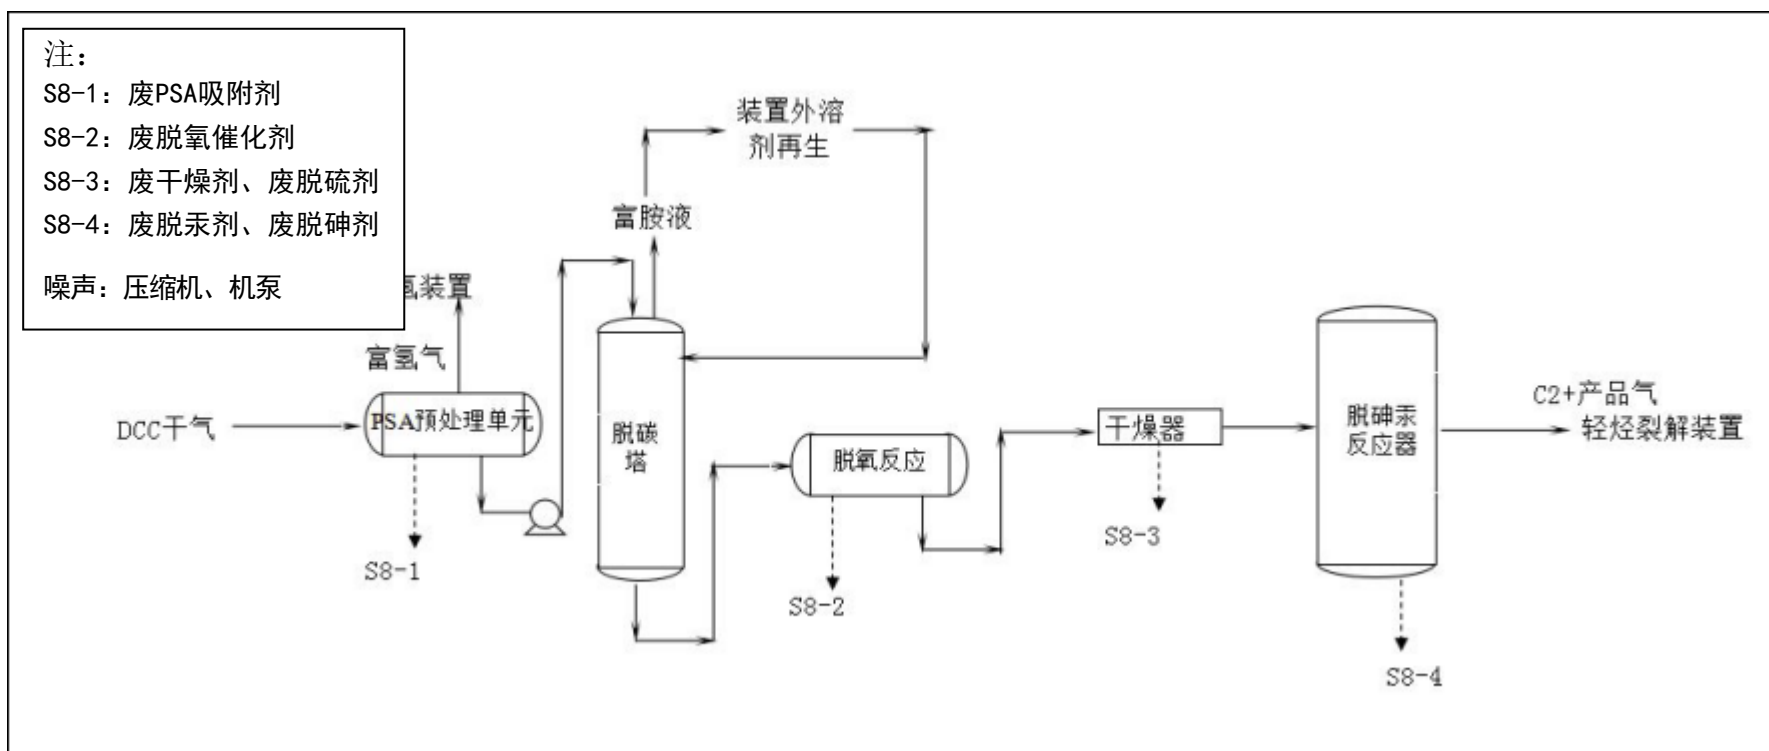 注：
S8-1：废PSA吸附剂
S8-2：废脱氧催化剂
S8-3：废干燥剂、废脱硫剂
S8-4：废脱汞剂、废脱砷剂
噪声：压缩机、机泵
装置外溶
剂再生
富胺液
氢装置
富氢气
DCC干气
PSA预处理单元
S8-1
脱碳
塔
脱氧反应
S8-2
干燥器
S8-3
脱砷汞
反应器
S8-4
C2+产品气
轻烃裂解装置